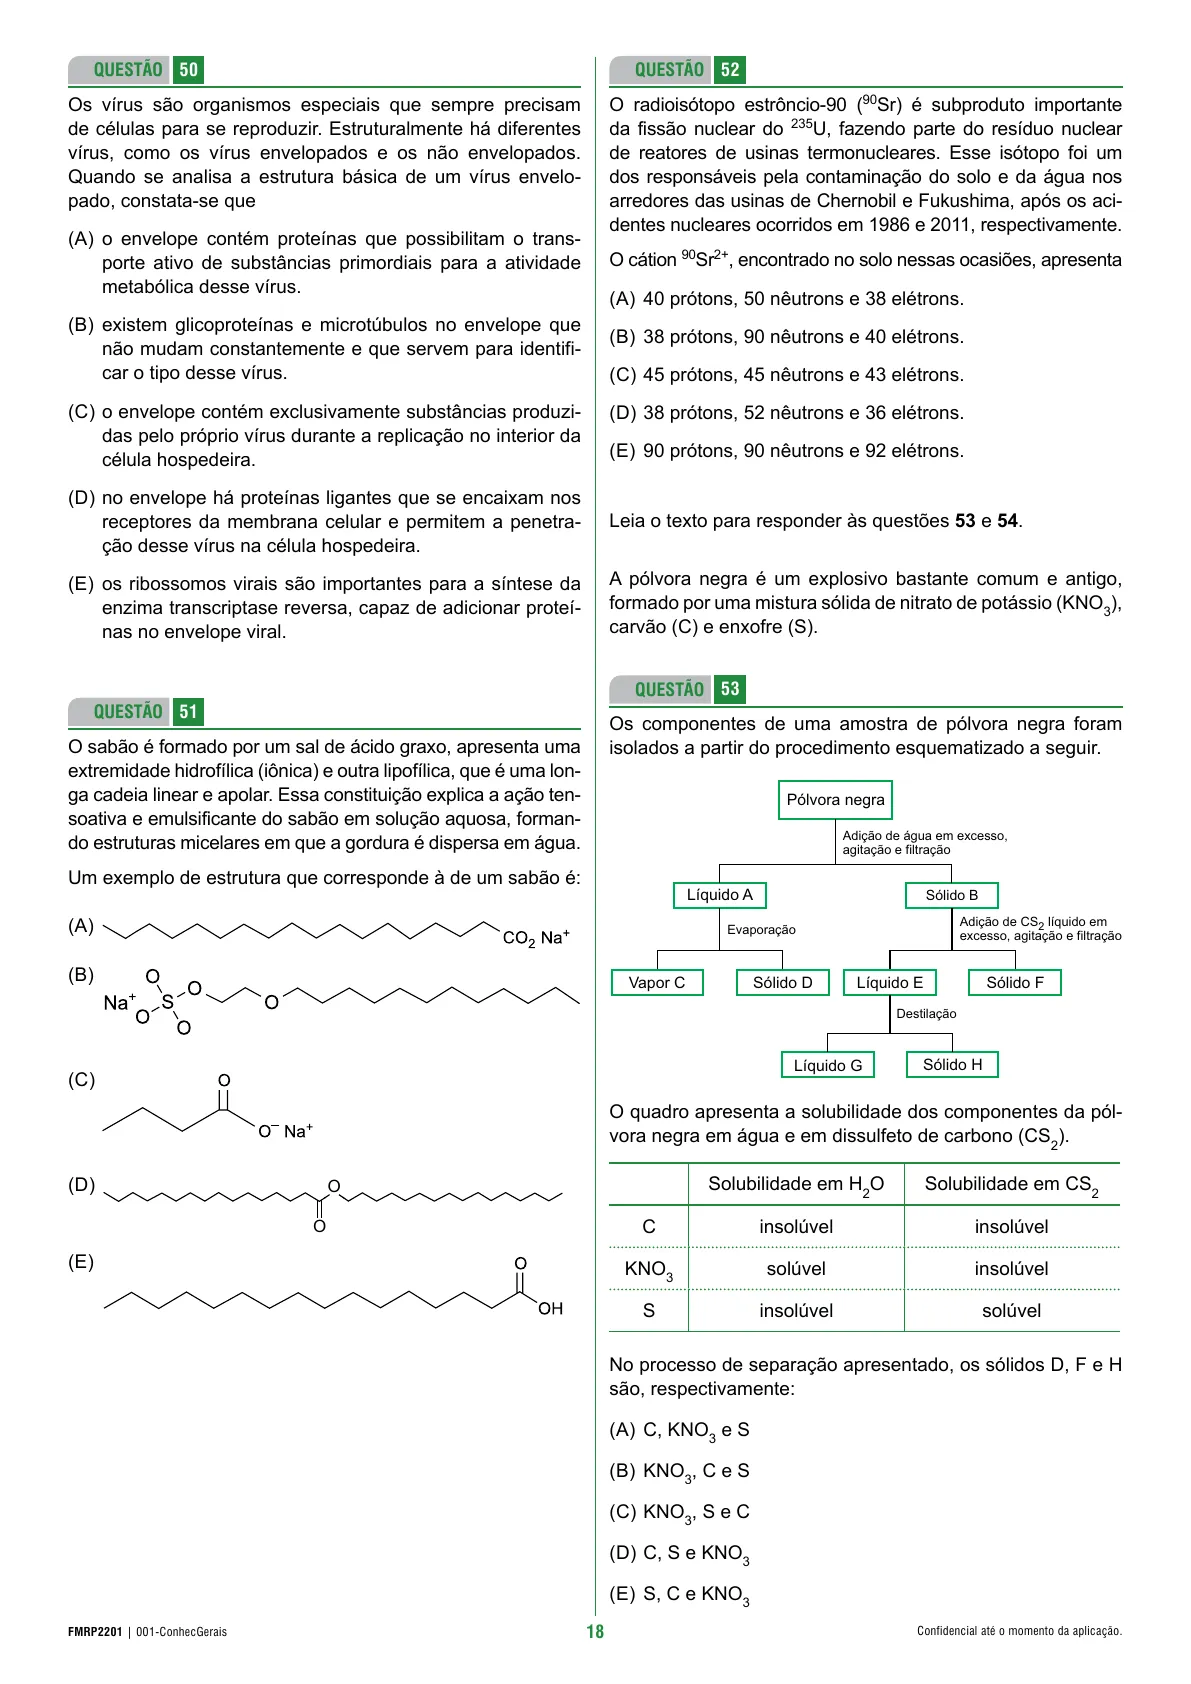 QUESTÃO 50
Os vírus são organismos especiais que sempre precisam
de células para se reproduzir. Estruturalmente há diferentes
vírus, como os vírus envelopados e os não envelopados.
Quando se analisa a estrutura básica de um vírus envelo-
pado, constata-se que
(A) o envelope contém proteínas que possibilitam o trans-
porte ativo de substâncias primordiais para a atividade
metabólica desse vírus.
(B) existem glicoproteínas e microtúbulos no envelope que
não mudam constantemente e que servem para identifi-
car o tipo desse vírus.
(C) o envelope contém exclusivamente substâncias produzi-
das pelo próprio vírus durante a replicação no interior da
célula hospedeira.
(D) no envelope há proteínas ligantes que se encaixam nos
receptores da membrana celular e permitem a penetra-
ção desse vírus na célula hospedeira.
(E) os ribossomos virais são importantes para a síntese da
enzima transcriptase reversa, capaz de adicionar proteí-
nas no envelope viral.
QUESTÃO 51
O sabão é formado por um sal de ácido graxo, apresenta uma
extremidade hidrofílica (iônica) e outra lipofílica, que é uma lon-
ga cadeia linear e apolar. Essa constituição explica a ação ten-
soativa e emulsificante do sabão em solução aquosa, forman-
do estruturas micelares em que a gordura é dispersa em água.
Um exemplo de estrutura que corresponde à de um sabão é:
(A)
CO2 Na+
(B)
O
O
Na+ S
O
O
O
(C)
O
O– Na+
(D)
O
O
(E)
O
OH
QUESTÃO 52
O radioisótopo estrôncio-90 (90Sr) é subproduto importante
da fissão nuclear do 235U, fazendo parte do resíduo nuclear
de reatores de usinas termonucleares. Esse isótopo foi um
dos responsáveis pela contaminação do solo e da água nos
arredores das usinas de Chernobil e Fukushima, após os aci-
dentes nucleares ocorridos em 1986 e 2011, respectivamente.
O cátion 90Sr2+, encontrado no solo nessas ocasiões, apresenta
(A) 40 prótons, 50 nêutrons e 38 elétrons.
(B) 38 prótons, 90 nêutrons e 40 elétrons.
(C) 45 prótons, 45 nêutrons e 43 elétrons.
(D) 38 prótons, 52 nêutrons e 36 elétrons.
(E) 90 prótons, 90 nêutrons e 92 elétrons.
Leia o texto para responder às questões 53 e 54.
A pólvora negra é um explosivo bastante comum e antigo,
formado por uma mistura sólida de nitrato de potássio (KNO3),
carvão (C) e enxofre (S).
QUESTÃO 53
Os componentes de uma amostra de pólvora negra foram
isolados a partir do procedimento esquematizado a seguir.
Pólvora negra
Adição de água em excesso,
agitação e filtração
Líquido A
Sólido B
Evaporação
Adição de CS2 líquido em
excesso, agitação e filtração
Vapor C
Sólido D
Líquido E
Sólido F
Destilação
Líquido G
Sólido H
O quadro apresenta a solubilidade dos componentes da pól-
vora negra em água e em dissulfeto de carbono (CS2).
Solubilidade em H2O Solubilidade em CS2
C insolúvel insolúvel
KNO3 solúvel insolúvel
S insolúvel solúvel
No processo de separação apresentado, os sólidos D, F e H
são, respectivamente:
(A) C, KNO3 e S
(B) KNO3, C e S
(C) KNO3, S e C
(D) C, S e KNO3
(E) S, C e KNO3
FMRP2201 | 001-ConhecGerais
18
Confidencial até o momento da aplicação.